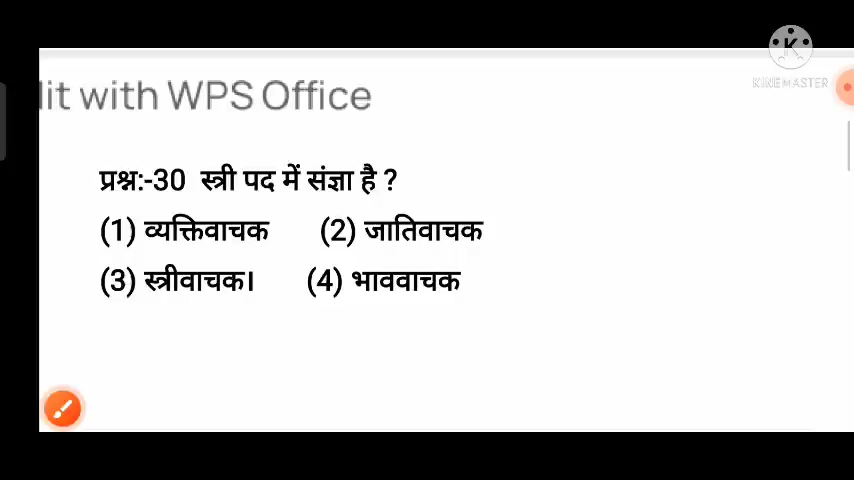 K
KINEMASTER
lit with WPS Office
प्रश्न:-30 स्त्री पद में संज्ञा है ?
(1) व्यक्तिवाचक (2) जातिवाचक
(3) स्त्रीवाचक। (4) भाववाचक